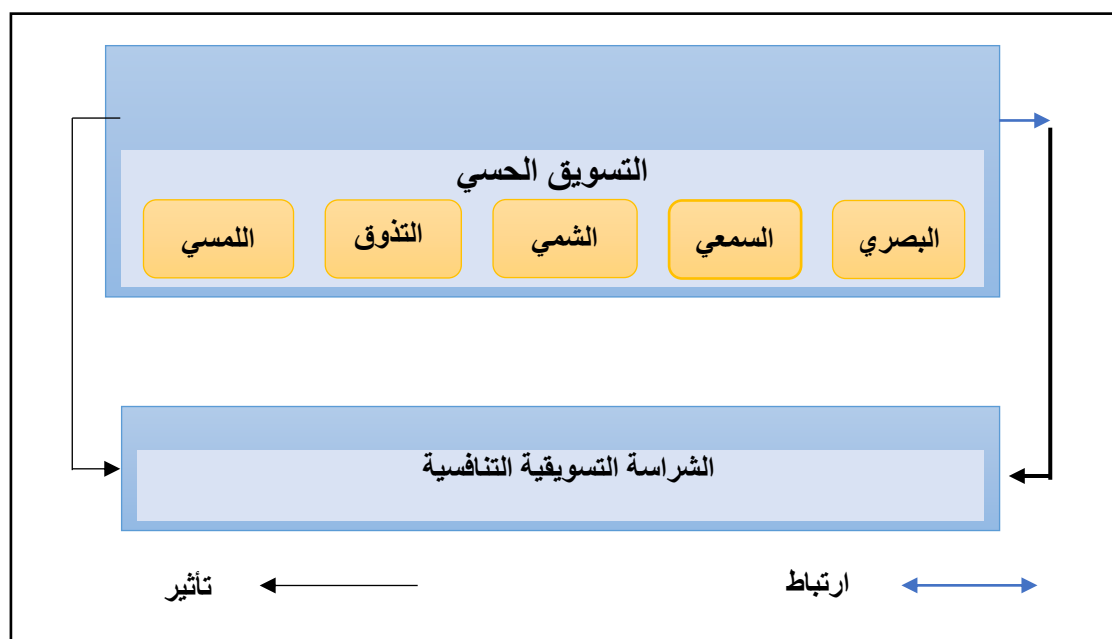 التسويق الحسي
البصري
السمعي
الشمي
التذوق
اللمسي
الشراسة التسويقية التنافسية
ارتباط
تأثير